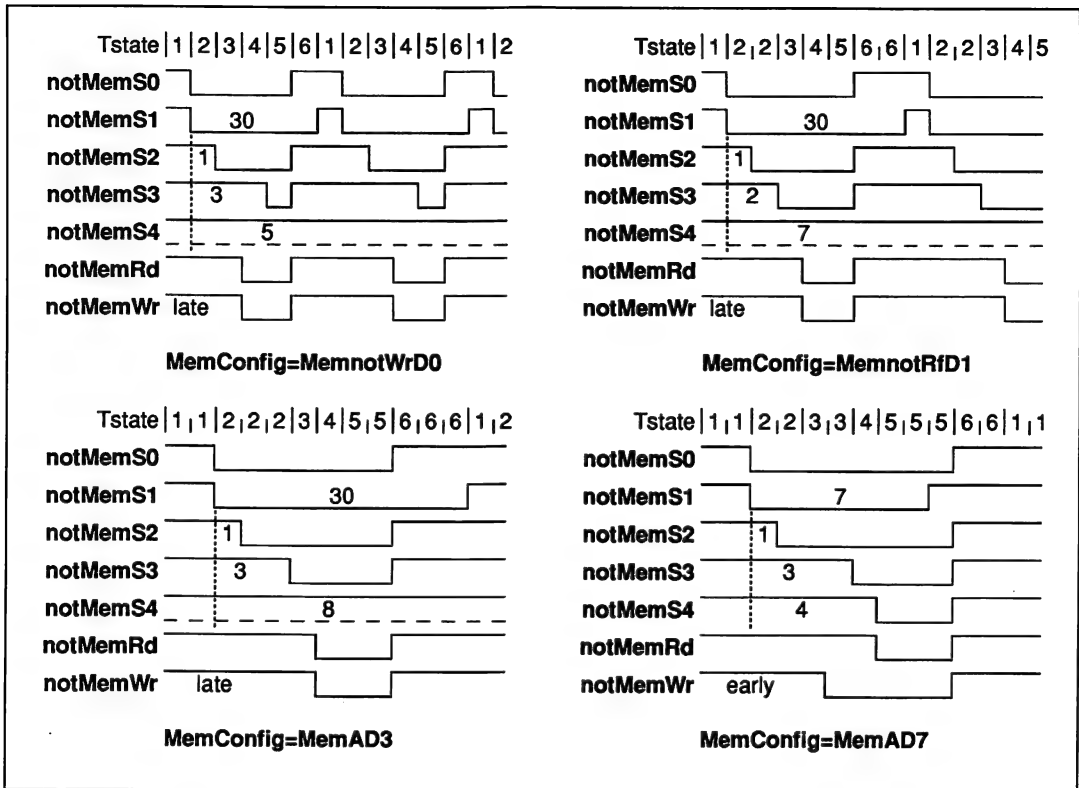 Tstate |1|2|3|4|5|6|1|2|3|4|5|6|1|2
notMemS0
notMemS1 30
notMemS2 1
notMemS3 3
notMemS4 5
notMemRd
notMemWr late
MemConfig=MemnotWrD0
Tstate |1|2|2|3|4|5|6|6|1|2|2|3|4|5
notMemS0
notMemS1 30
notMemS2 1
notMemS3 2
notMemS4 7
notMemRd
notMemWr late
MemConfig=MemnotRfD1
Tstate |1|1|2|2|2|3|4|5|5|6|6|6|1|2
notMemS0
notMemS1 30
notMemS2 1
notMemS3 3
notMemS4 8
notMemRd
notMemWr late
MemConfig=MemAD3
Tstate |1|1|2|2|3|3|4|5|5|5|6|6|1|1
notMemS0
notMemS1 7
notMemS2 1
notMemS3 3
notMemS4 4
notMemRd
notMemWr early
MemConfig=MemAD7